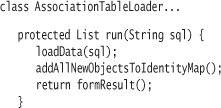 class AssociationTableLoader...
protected List run(String sql) {
loadData(sql);
addAllNewObjectsToIdentityMap();
return formResult();
}